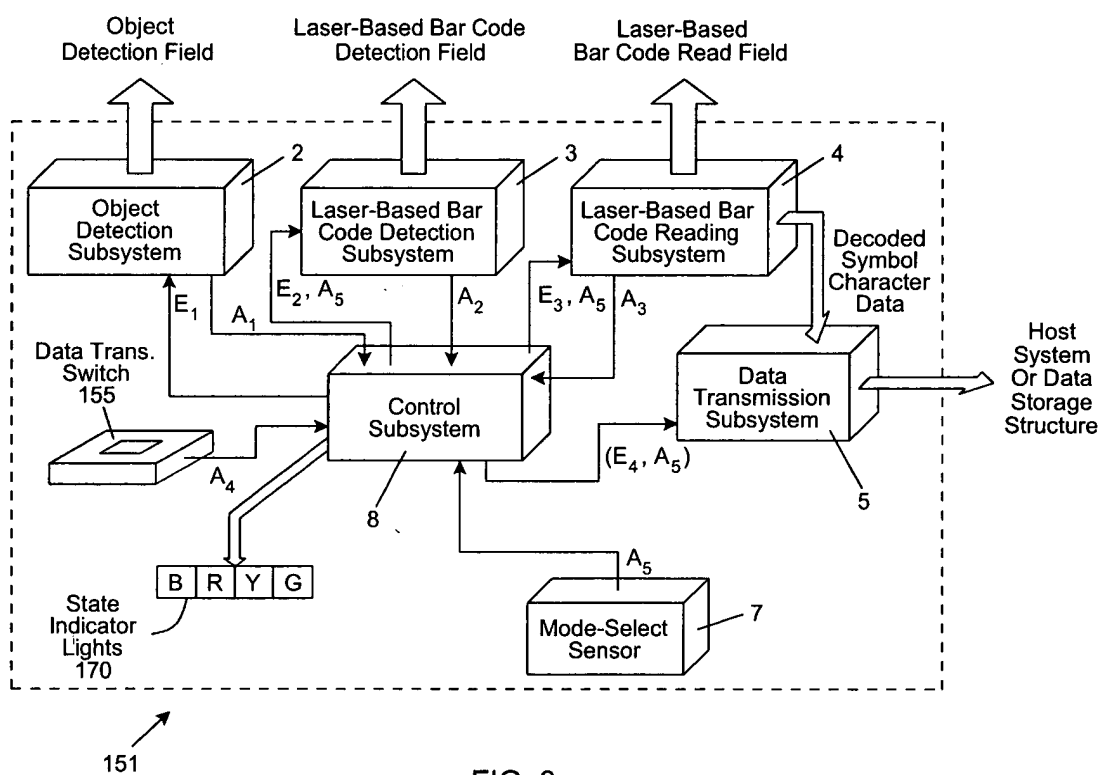 Object
Detection Field
Laser-Based Bar Code
Detection Field
Laser-Based
Bar Code Read Field
2
3
4
Object
Detection
Subsystem
Laser-Based Bar
Code Detection
Subsystem
Laser-Based Bar
Code Reading
Subsystem
Decoded
Symbol
Character
Data
E1
A1
E2, A5
A2
E3, A5
A3
Data Trans.
Switch
155
A4
Control
Subsystem
8
Data
Transmission
Subsystem
5
(E4, A5)
Host
System
Or Data
Storage
Structure
B R Y G
State
Indicator
Lights
170
A5
Mode-Select
Sensor
7
151